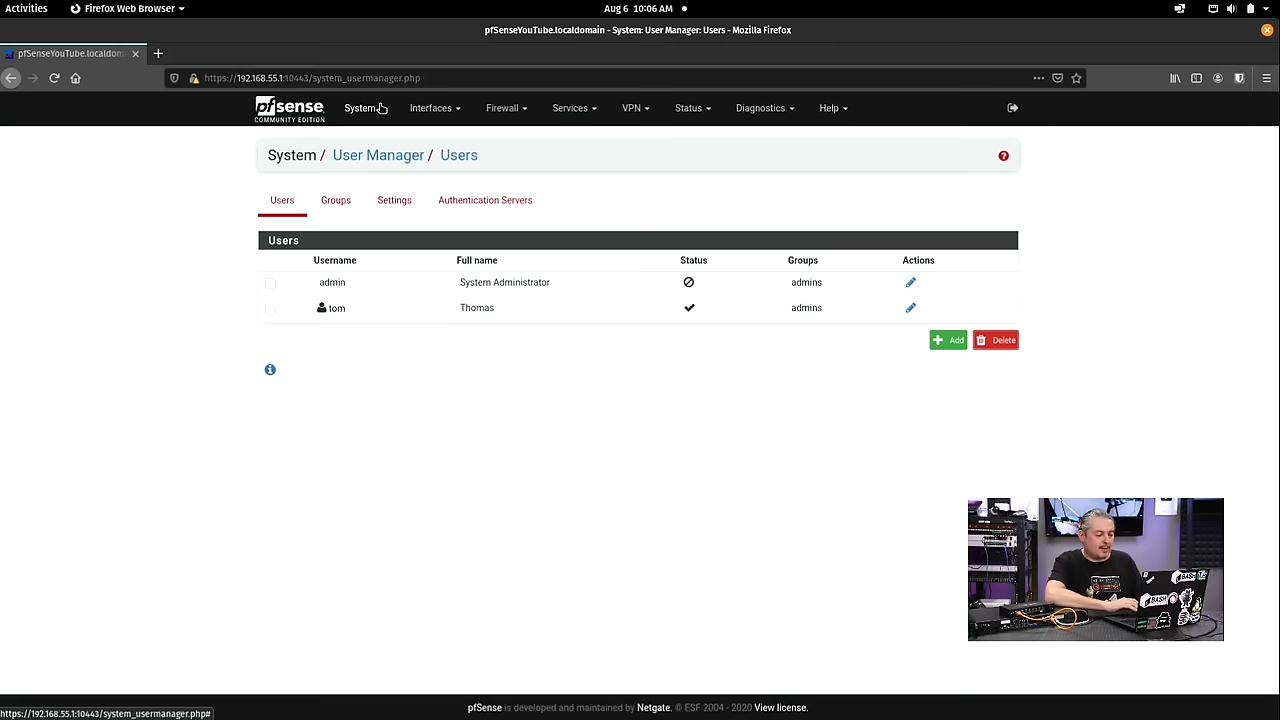 Activities
Firefox Web Browser
Aug 6 10:06 AM
pfSenseYouTube.localdomain - System: User Manager: Users - Mozilla Firefox
pfSenseYouTube.localdom
https://192.168.55.1:10443/system_usermanager.php
pfsense
COMMUNITY EDITION
System
Interfaces
Firewall
Services
VPN
Status
Diagnostics
Help
System / User Manager / Users
Users
Groups
Settings
Authentication Servers
Users
Username Full name Status Groups Actions
admin System Administrator admins
tom Thomas admins
Add
Delete
BASH
BASH
pfSense is developed and maintained by Netgate. © ESF 2004 - 2020 View license.
https://192.168.55.1:10443/system_usermanager.php#